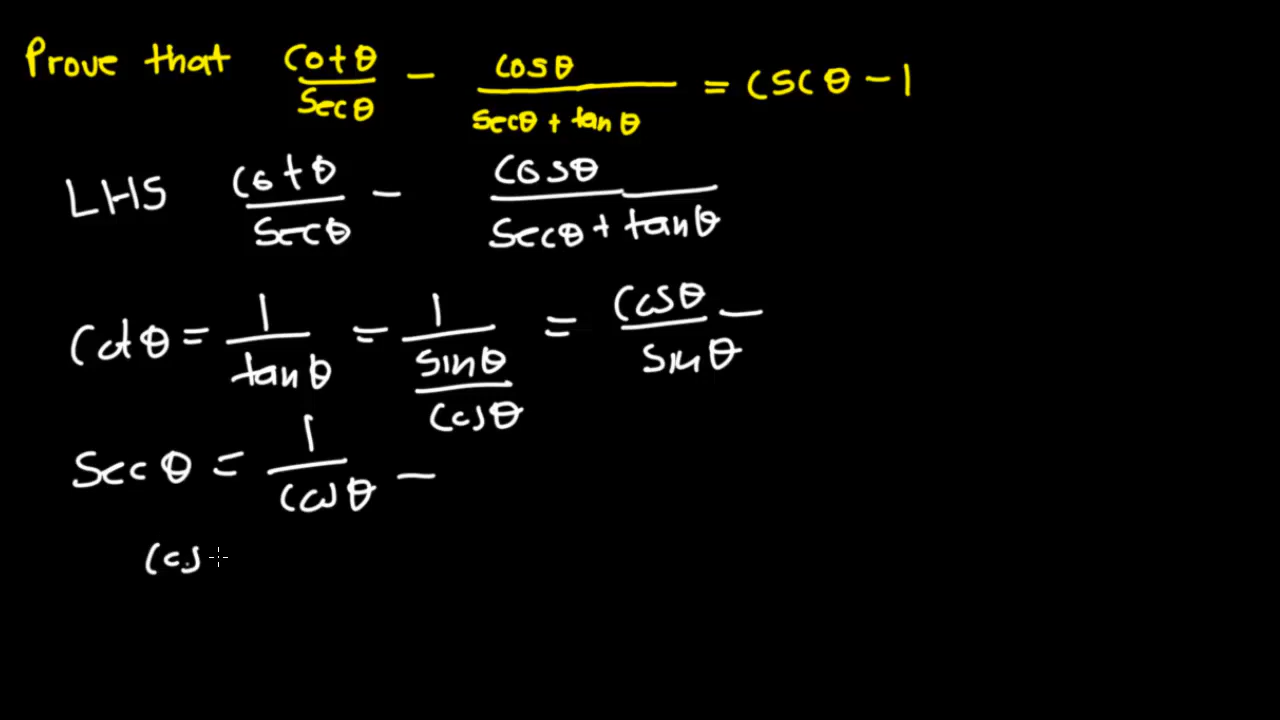 Prove that cotθ/secθ − cosθ/(secθ + tanθ) = cscθ − 1
LHS cotθ/secθ − cosθ/(secθ + tanθ)
cotθ = 1/tanθ = 1/(sinθ/cosθ) = cosθ/sinθ −
secθ = 1/cosθ −
cos